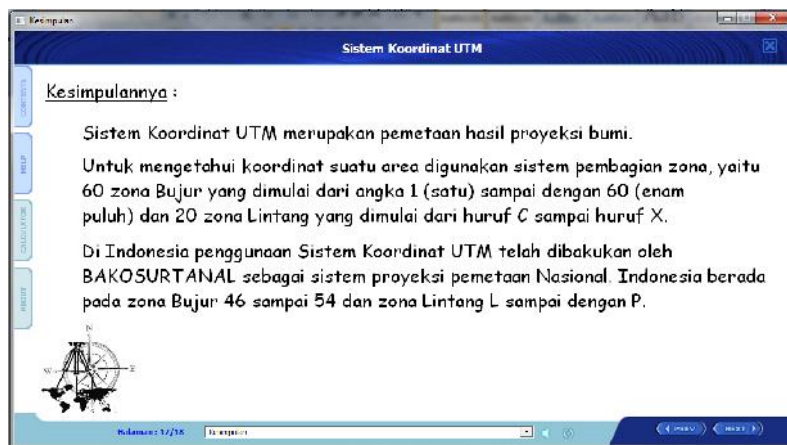 Kesimpulan
Sistem Koordinat UTM
CONTENTS
HELP
CALCULATOR
ABOUT
Kesimpulannya :
Sistem Koordinat UTM merupakan pemetaan hasil proyeksi bumi.
Untuk mengetahui koordinat suatu area digunakan sistem pembagian zona, yaitu
60 zona Bujur yang dimulai dari angka 1 (satu) sampai dengan 60 (enam
puluh) dan 20 zona Lintang yang dimulai dari huruf C sampai huruf X.
Di Indonesia penggunaan Sistem Koordinat UTM telah dibakukan oleh
BAKOSURTANAL sebagai sistem proyeksi pemetaan Nasional. Indonesia berada
pada zona Bujur 46 sampai 54 dan zona Lintang L sampai dengan P.
N
W E
Halaman : 17/18 Kesimpulan PREV NEXT